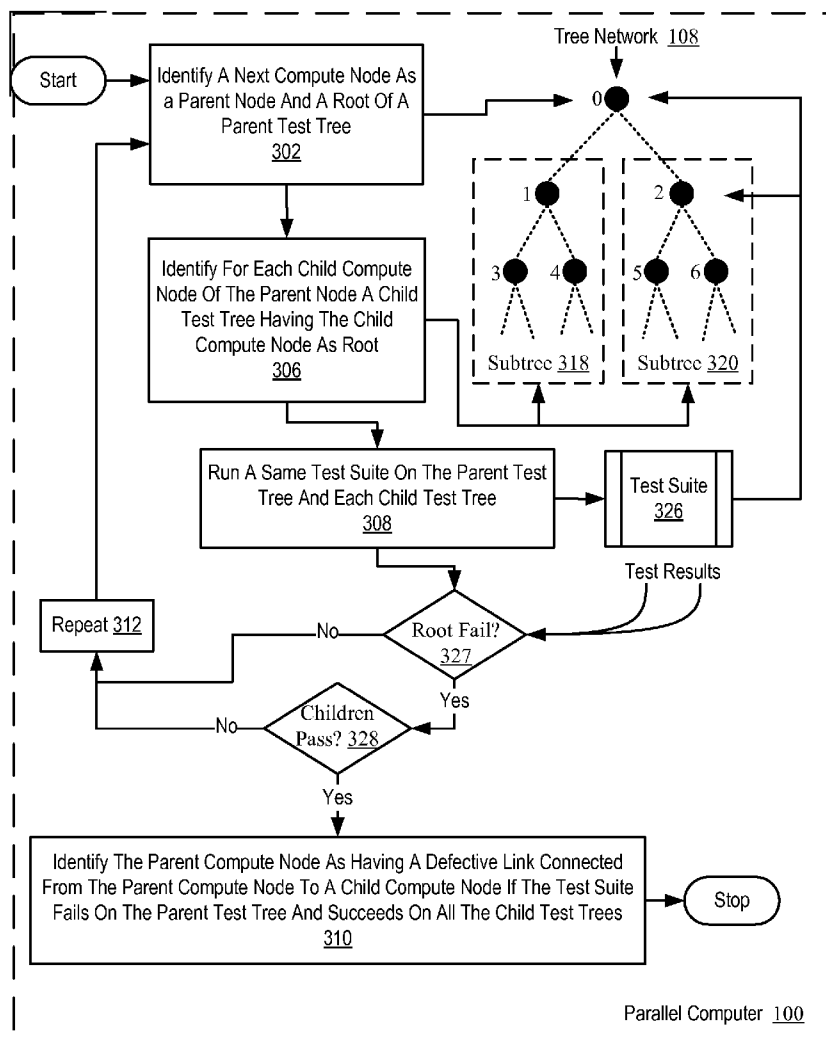 Tree Network 108
Start
Identify A Next Compute Node As
a Parent Node And A Root Of A
Parent Test Tree
302
0
1
2
3
4
5
6
Subtree 318
Subtree 320
Identify For Each Child Compute
Node Of The Parent Node A Child
Test Tree Having The Child
Compute Node As Root
306
Run A Same Test Suite On The Parent Test
Tree And Each Child Test Tree
308
Test Suite
326
Test Results
Repeat 312
No
Root Fail?
327
Yes
No
Children
Pass? 328
Yes
Identify The Parent Compute Node As Having A Defective Link Connected
From The Parent Compute Node To A Child Compute Node If The Test Suite
Fails On The Parent Test Tree And Succeeds On All The Child Test Trees
310
Stop
Parallel Computer 100